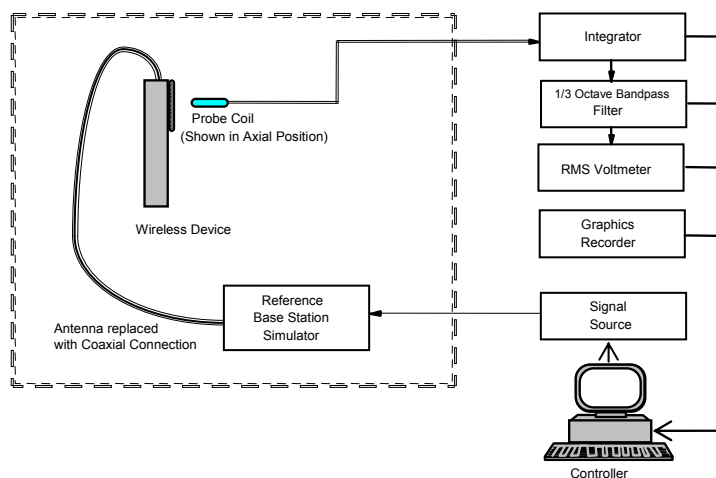 Integrator
1/3 Octave Bandpass
Filter
RMS Voltmeter
Graphics
Recorder
Signal
Source
Controller
Probe Coil
(Shown in Axial Position)
Wireless Device
Reference
Base Station
Simulator
Antenna replaced
with Coaxial Connection